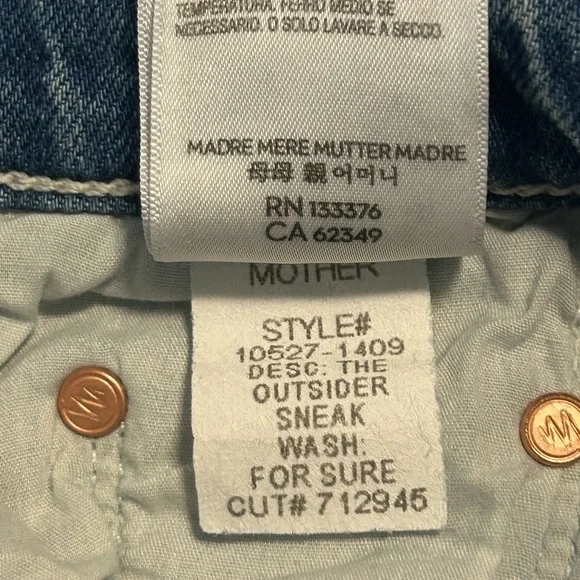 TEMPERATURA, FERRO MEDIO SE
NECESSARIO. O SOLO LAVARE A SECCO.
MADRE MERE MUTTER MADRE
母母 親 어머니
RN 133376
CA 62349
MOTHER
STYLE#
10527-1409
DESC: THE
OUTSIDER
SNEAK
WASH:
FOR SURE
CUT# 712945